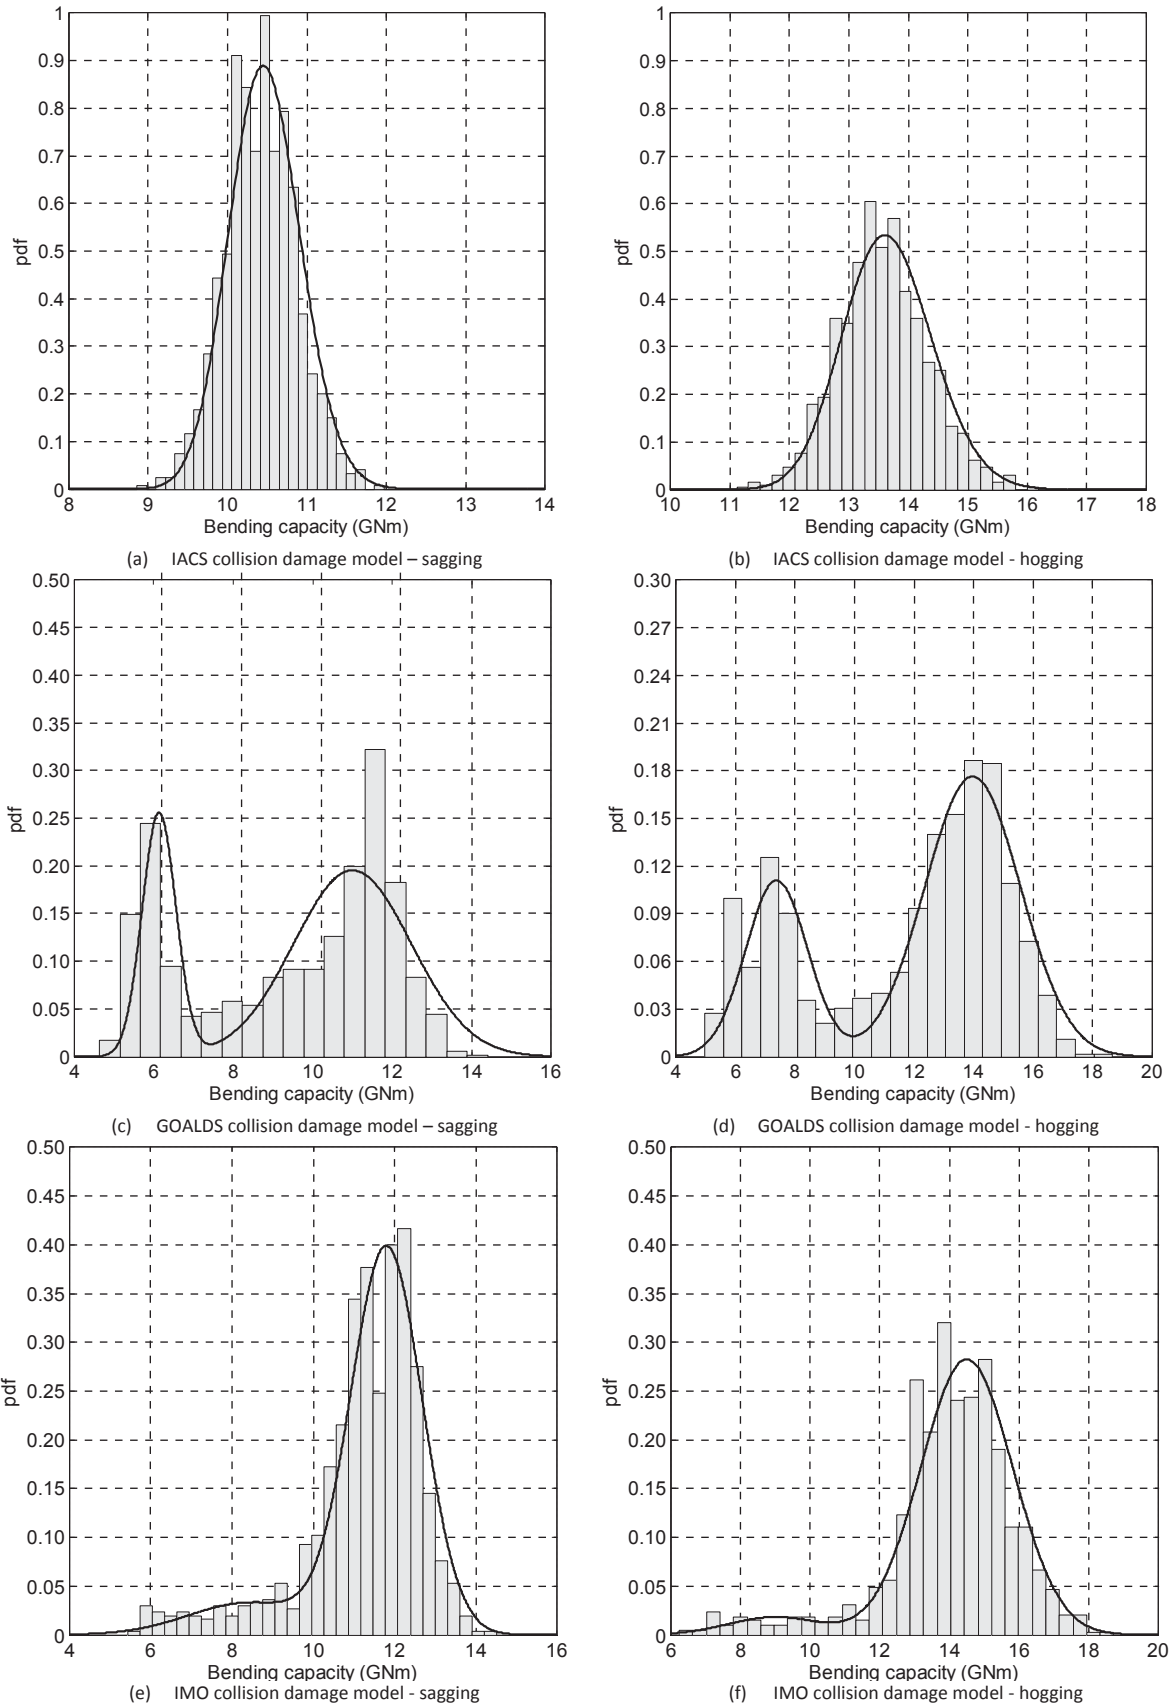 1
0.9
0.8
0.7
0.6
0.5
0.4
0.3
0.2
0.1
0
pdf
8 9 10 11 12 13 14
Bending capacity (GNm)
(a) IACS collision damage model – sagging
1
0.9
0.8
0.7
0.6
0.5
0.4
0.3
0.2
0.1
0
pdf
10 11 12 13 14 15 16 17 18
Bending capacity (GNm)
(b) IACS collision damage model - hogging
0.50
0.45
0.40
0.35
0.30
0.25
0.20
0.15
0.10
0.05
0
pdf
4 6 8 10 12 14 16
Bending capacity (GNm)
(c) GOALDS collision damage model – sagging
0.30
0.27
0.24
0.21
0.18
0.15
0.12
0.09
0.06
0.03
0
pdf
4 6 8 10 12 14 16 18 20
Bending capacity (GNm)
(d) GOALDS collision damage model - hogging
0.50
0.45
0.40
0.35
0.30
0.25
0.20
0.15
0.10
0.05
0
pdf
4 6 8 10 12 14 16
Bending capacity (GNm)
(e) IMO collision damage model - sagging
0.50
0.45
0.40
0.35
0.30
0.25
0.20
0.15
0.10
0.05
0
pdf
6 8 10 12 14 16 18 20
Bending capacity (GNm)
(f) IMO collision damage model - hogging